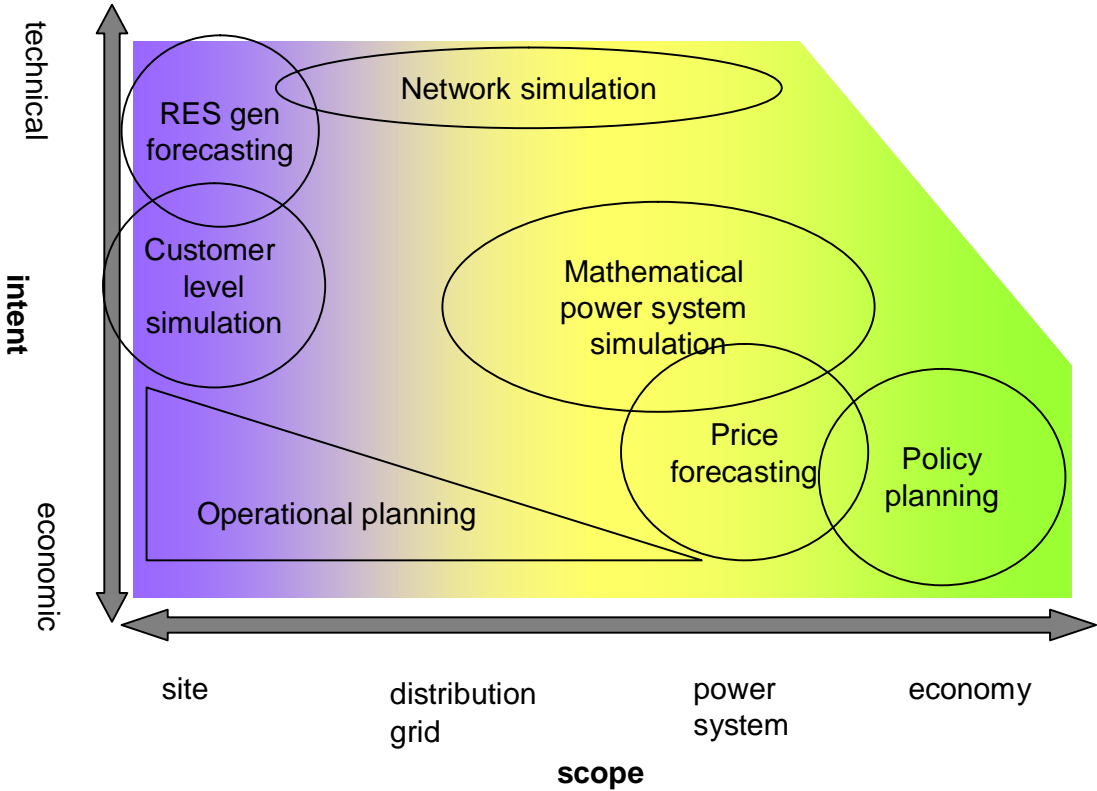 technical
Network simulation
RES gen
forecasting
Customer
level
simulation
intent
Mathematical
power system
simulation
Price
forecasting
Policy
planning
Operational planning
economic
site
distribution
grid
power
system
economy
scope